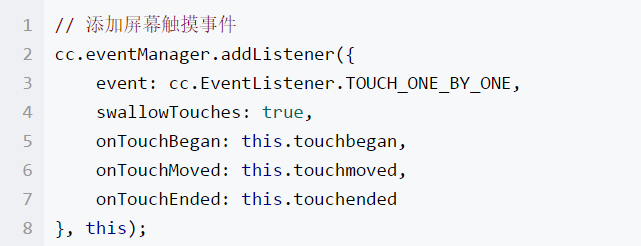 1 // 添加屏幕触摸事件
2 cc.eventManager.addListener({
3     event: cc.EventListener.TOUCH_ONE_BY_ONE,
4     swallowTouches: true,
5     onTouchBegan: this.touchbegan,
6     onTouchMoved: this.touchmoved,
7     onTouchEnded: this.touchended
8 }, this);